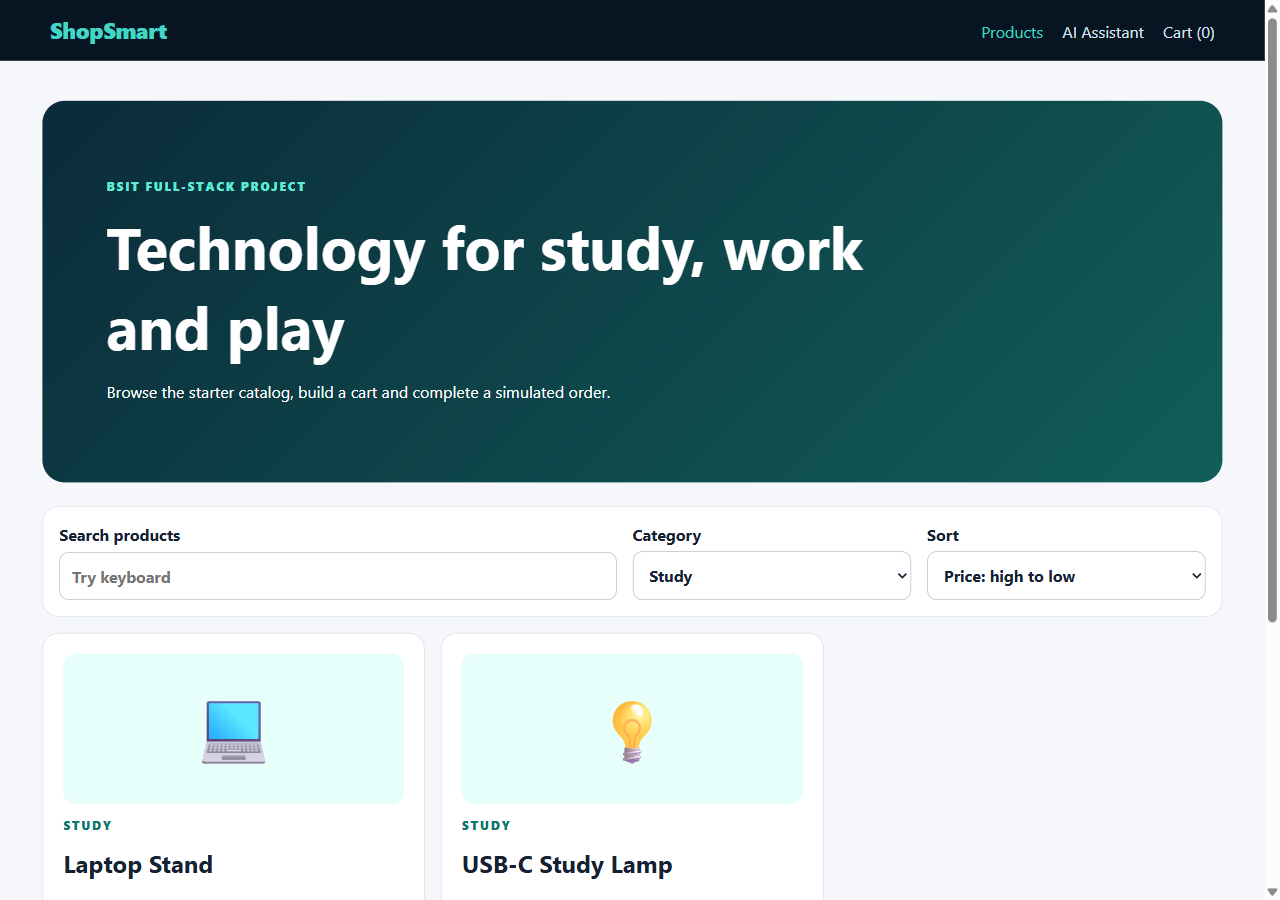 ShopSmart
Products
AI Assistant
Cart (0)
BSIT FULL-STACK PROJECT
Technology for study, work
and play
Browse the starter catalog, build a cart and complete a simulated order.
Search products
Category
Sort
Try keyboard
Study
Price: high to low
STUDY
STUDY
Laptop Stand
USB-C Study Lamp